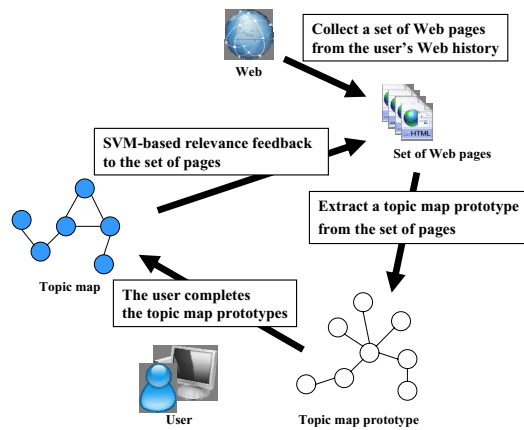 Collect a set of Web pages
from the user's Web history
Web
HTML
Set of Web pages
SVM-based relevance feedback
to the set of pages
Extract a topic map prototype
from the set of pages
Topic map
The user completes
the topic map prototypes
User
Topic map prototype